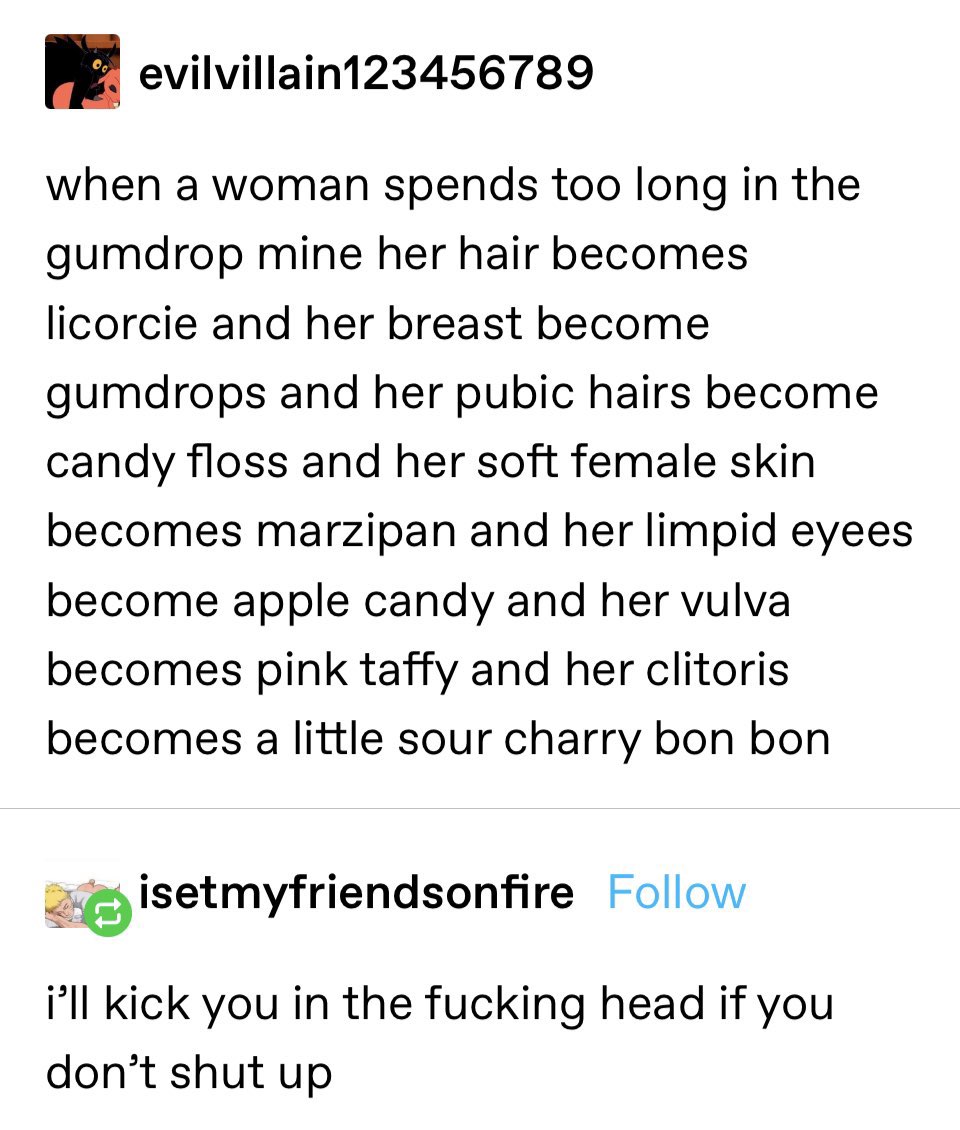 evilvillain123456789
when a woman spends too long in the
gumdrop mine her hair becomes
licorcie and her breast become
gumdrops and her pubic hairs become
candy floss and her soft female skin
becomes marzipan and her limpid eyees
become apple candy and her vulva
becomes pink taffy and her clitoris
becomes a little sour charry bon bon
isetmyfriendsonfire Follow
i’ll kick you in the fucking head if you
don’t shut up